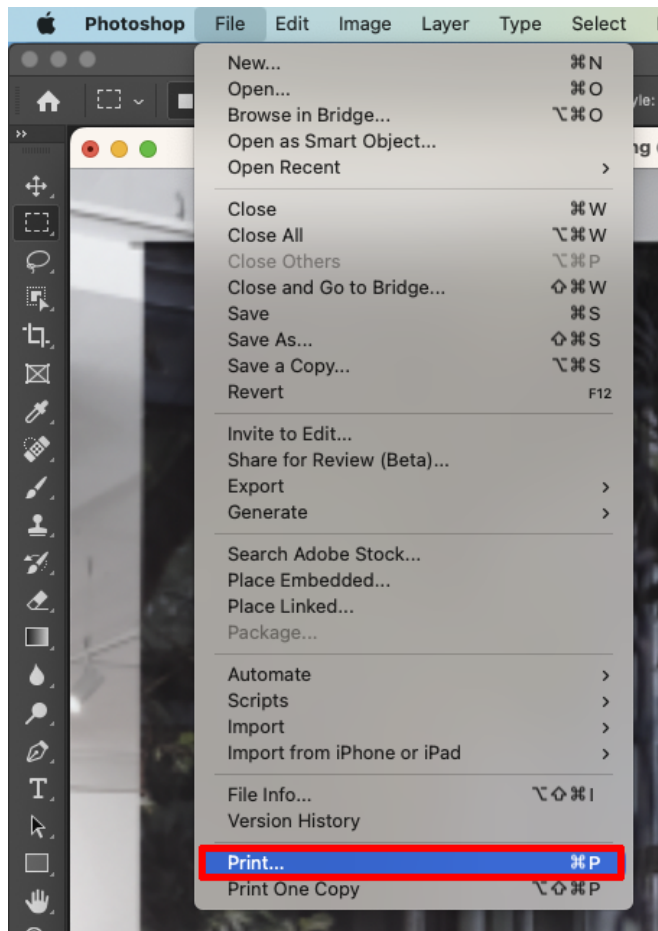 Photoshop File Edit Image Layer Type Select
New... ⌘N
Open... ⌘O
Browse in Bridge... ⌥⌘O
Open as Smart Object...
Open Recent >
Close ⌘W
Close All ⌥⌘W
Close Others ⌥⌘P
Close and Go to Bridge... ⇧⌘W
Save ⌘S
Save As... ⇧⌘S
Save a Copy... ⌥⌘S
Revert F12
Invite to Edit...
Share for Review (Beta)...
Export >
Generate >
Search Adobe Stock...
Place Embedded...
Place Linked...
Package...
Automate >
Scripts >
Import >
Import from iPhone or iPad >
File Info... ⌥⇧⌘I
Version History
Print... ⌘P
Print One Copy ⌥⇧⌘P